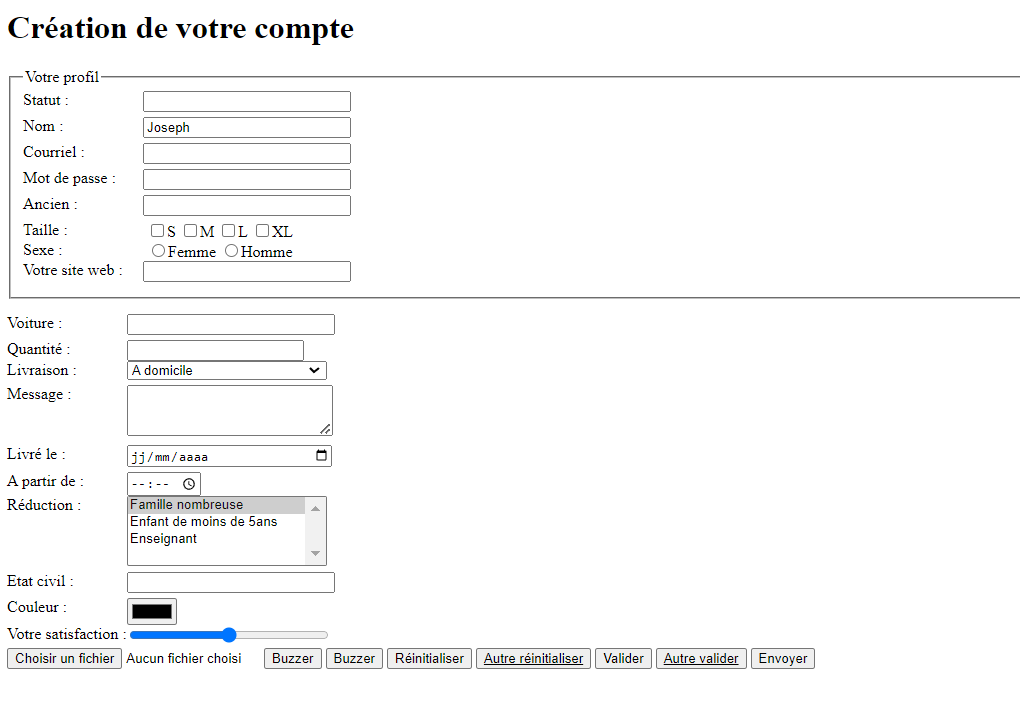 Création de votre compte
Votre profil
Statut :
Nom : Joseph
Courriel :
Mot de passe :
Ancien :
Taille : S M L XL
Sexe : Femme Homme
Votre site web :
Voiture :
Quantité :
Livraison : A domicile
Message :
Livré le : jj/mm/aaaa
A partir de : --:--
Réduction : Famille nombreuse
Enfant de moins de 5ans
Enseignant
Etat civil :
Couleur :
Votre satisfaction :
Choisir un fichier Aucun fichier choisi Buzzer Buzzer Réinitialiser Autre réinitialiser Valider Autre valider Envoyer